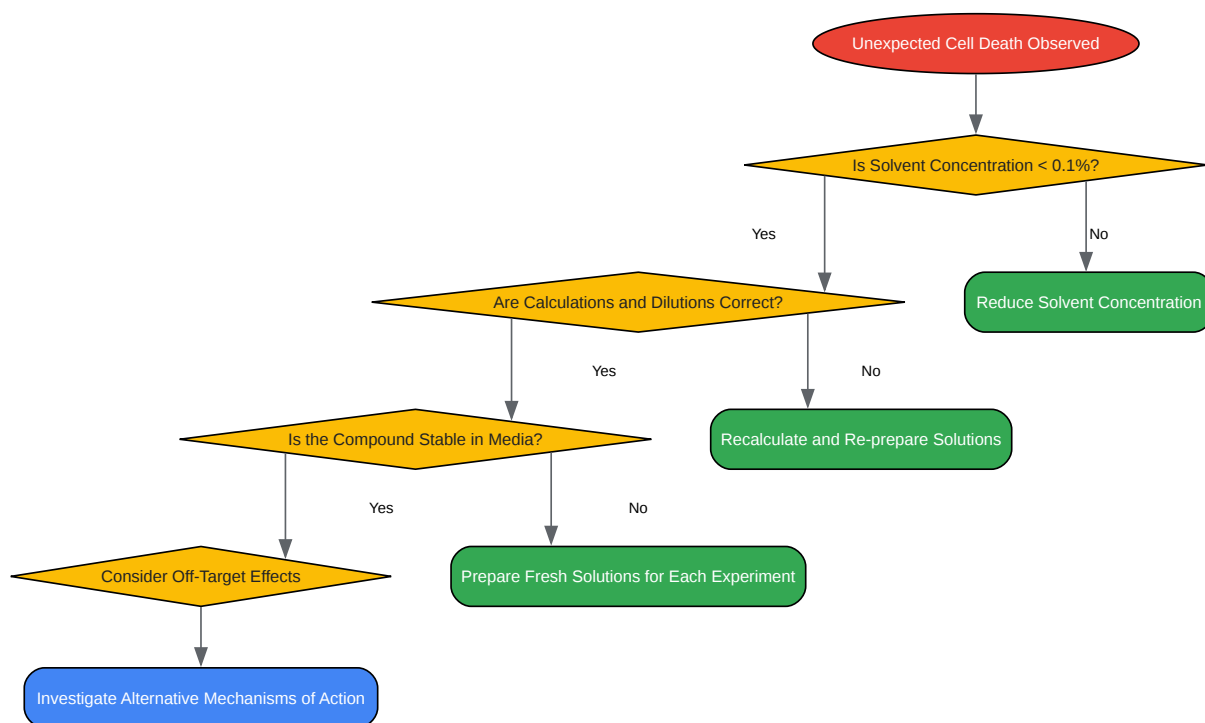 Unexpected Cell Death Observed
Is Solvent Concentration < 0.1%?
Yes
No
Are Calculations and Dilutions Correct?
Reduce Solvent Concentration
Yes
No
Is the Compound Stable in Media?
Recalculate and Re-prepare Solutions
Yes
No
Consider Off-Target Effects
Prepare Fresh Solutions for Each Experiment
Investigate Alternative Mechanisms of Action